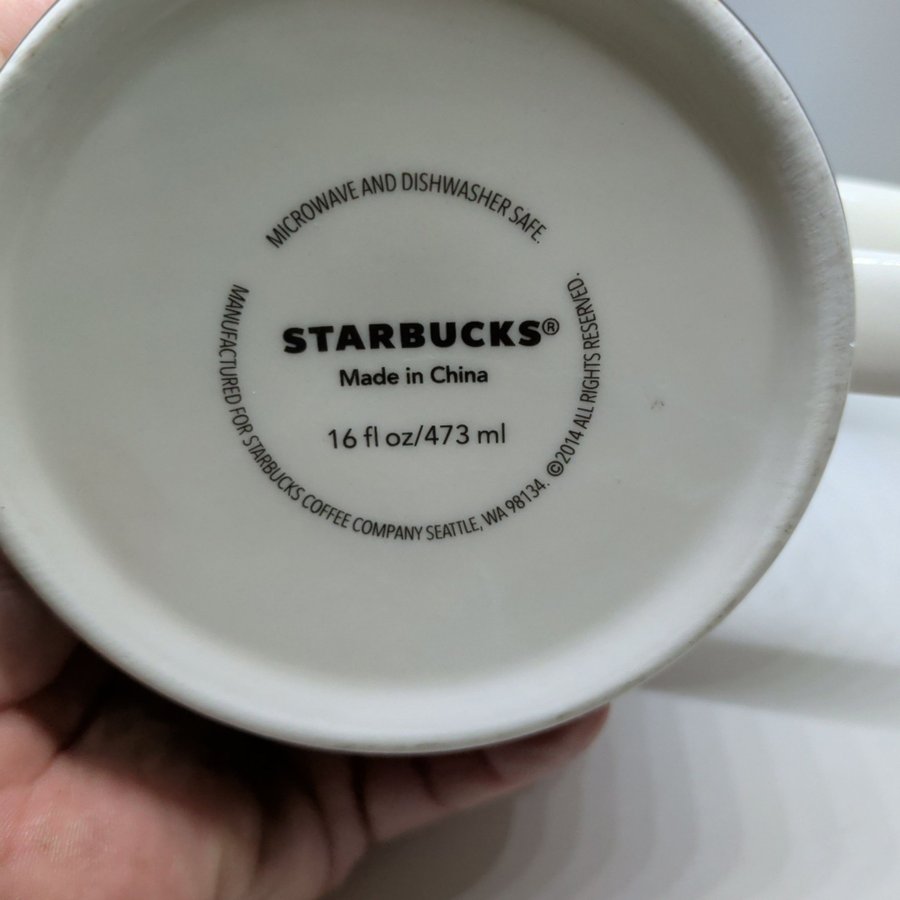 MICROWAVE AND DISHWASHER SAFE.
STARBUCKS®
Made in China
16 fl oz/473 ml
MANUFACTURED FOR STARBUCKS COFFEE COMPANY SEATTLE, WA 98134. ©2014 ALL RIGHTS RESERVED.